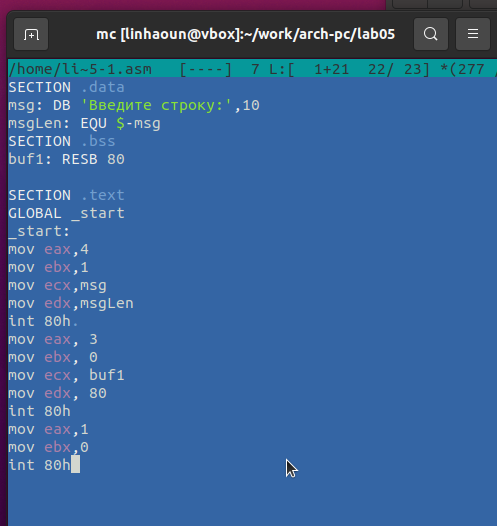 mc [linhaoun@vbox]:~/work/arch-pc/lab05
/home/li~5-1.asm   [----]  7 L:[  1+21  22/ 23] *(277 /
SECTION .data
msg: DB 'Введите строку:',10
msgLen: EQU $-msg
SECTION .bss
buf1: RESB 80

SECTION .text
GLOBAL _start
_start:
mov eax,4
mov ebx,1
mov ecx,msg
mov edx,msgLen
int 80h.
mov eax, 3
mov ebx, 0
mov ecx, buf1
mov edx, 80
int 80h
mov eax,1
mov ebx,0
int 80h